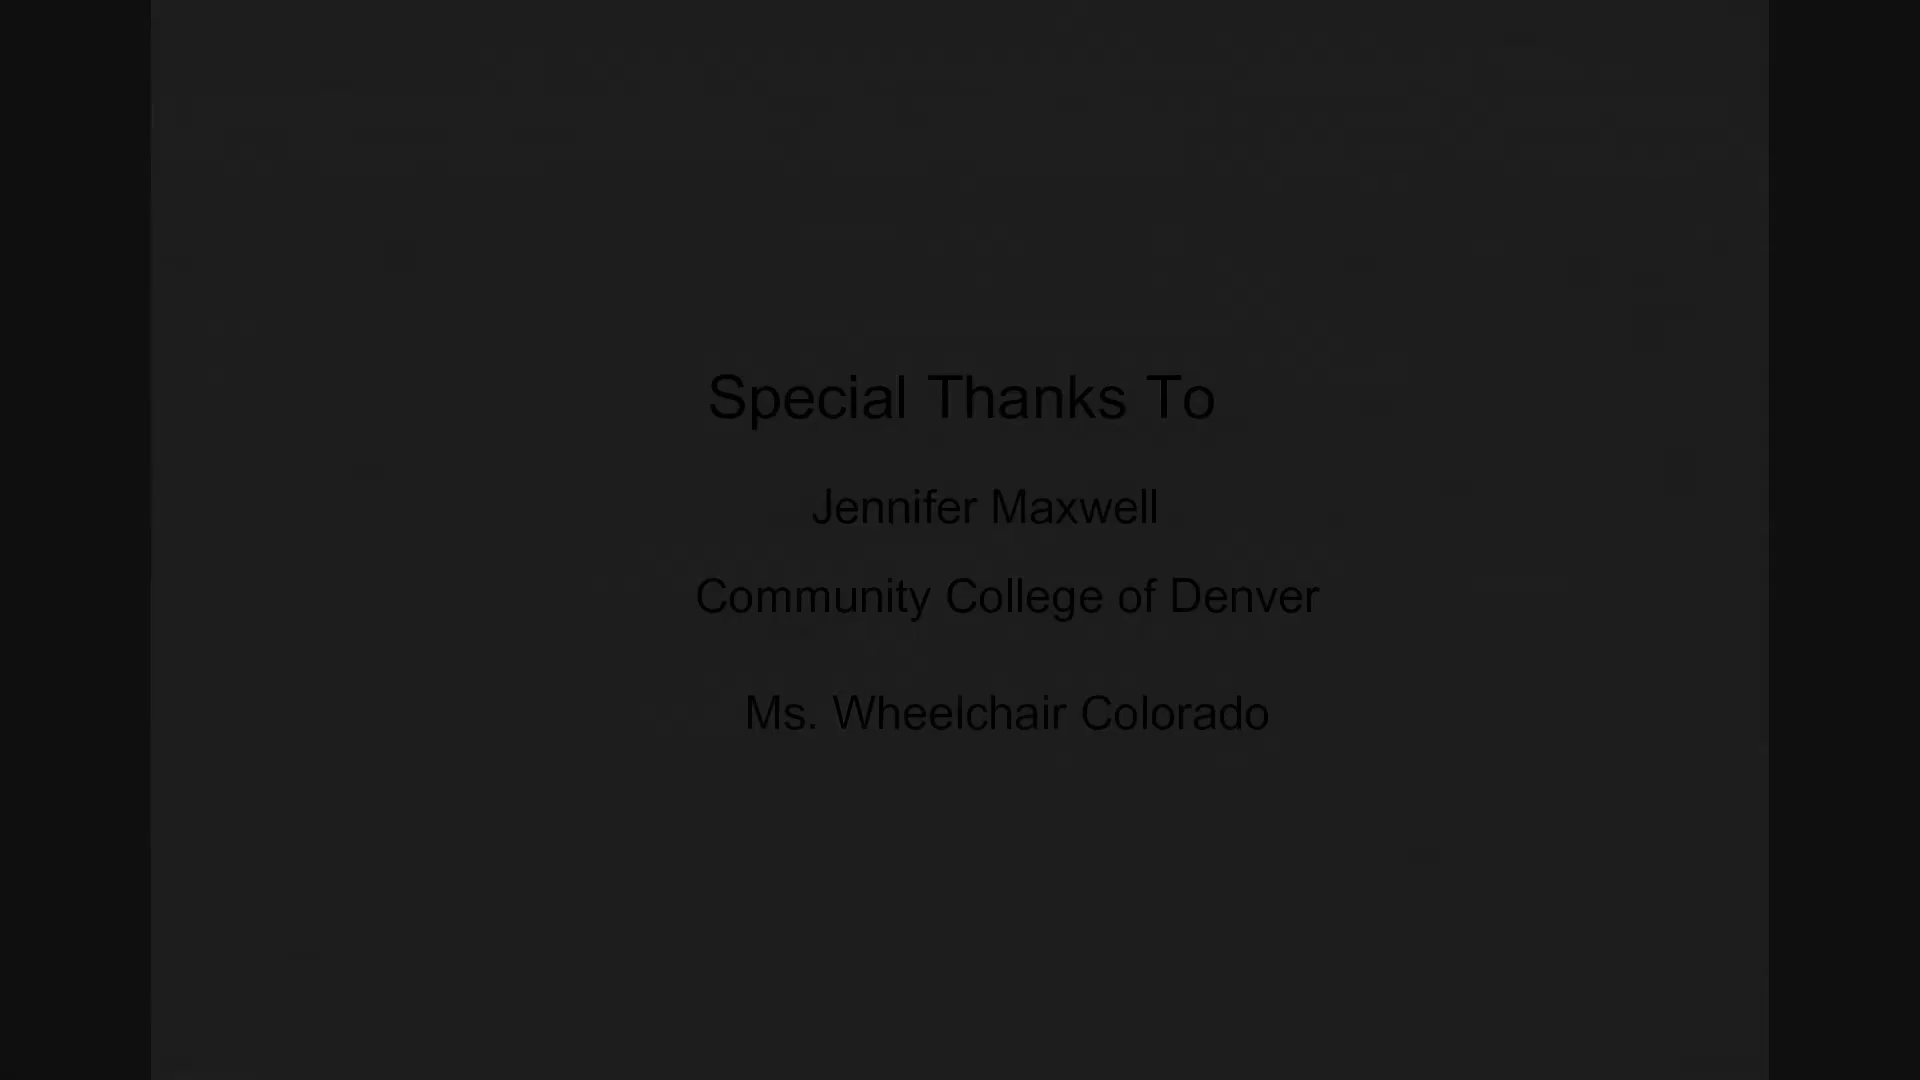 Special Thanks To
Jennifer Maxwell
Community College of Denver
Ms. Wheelchair Colorado